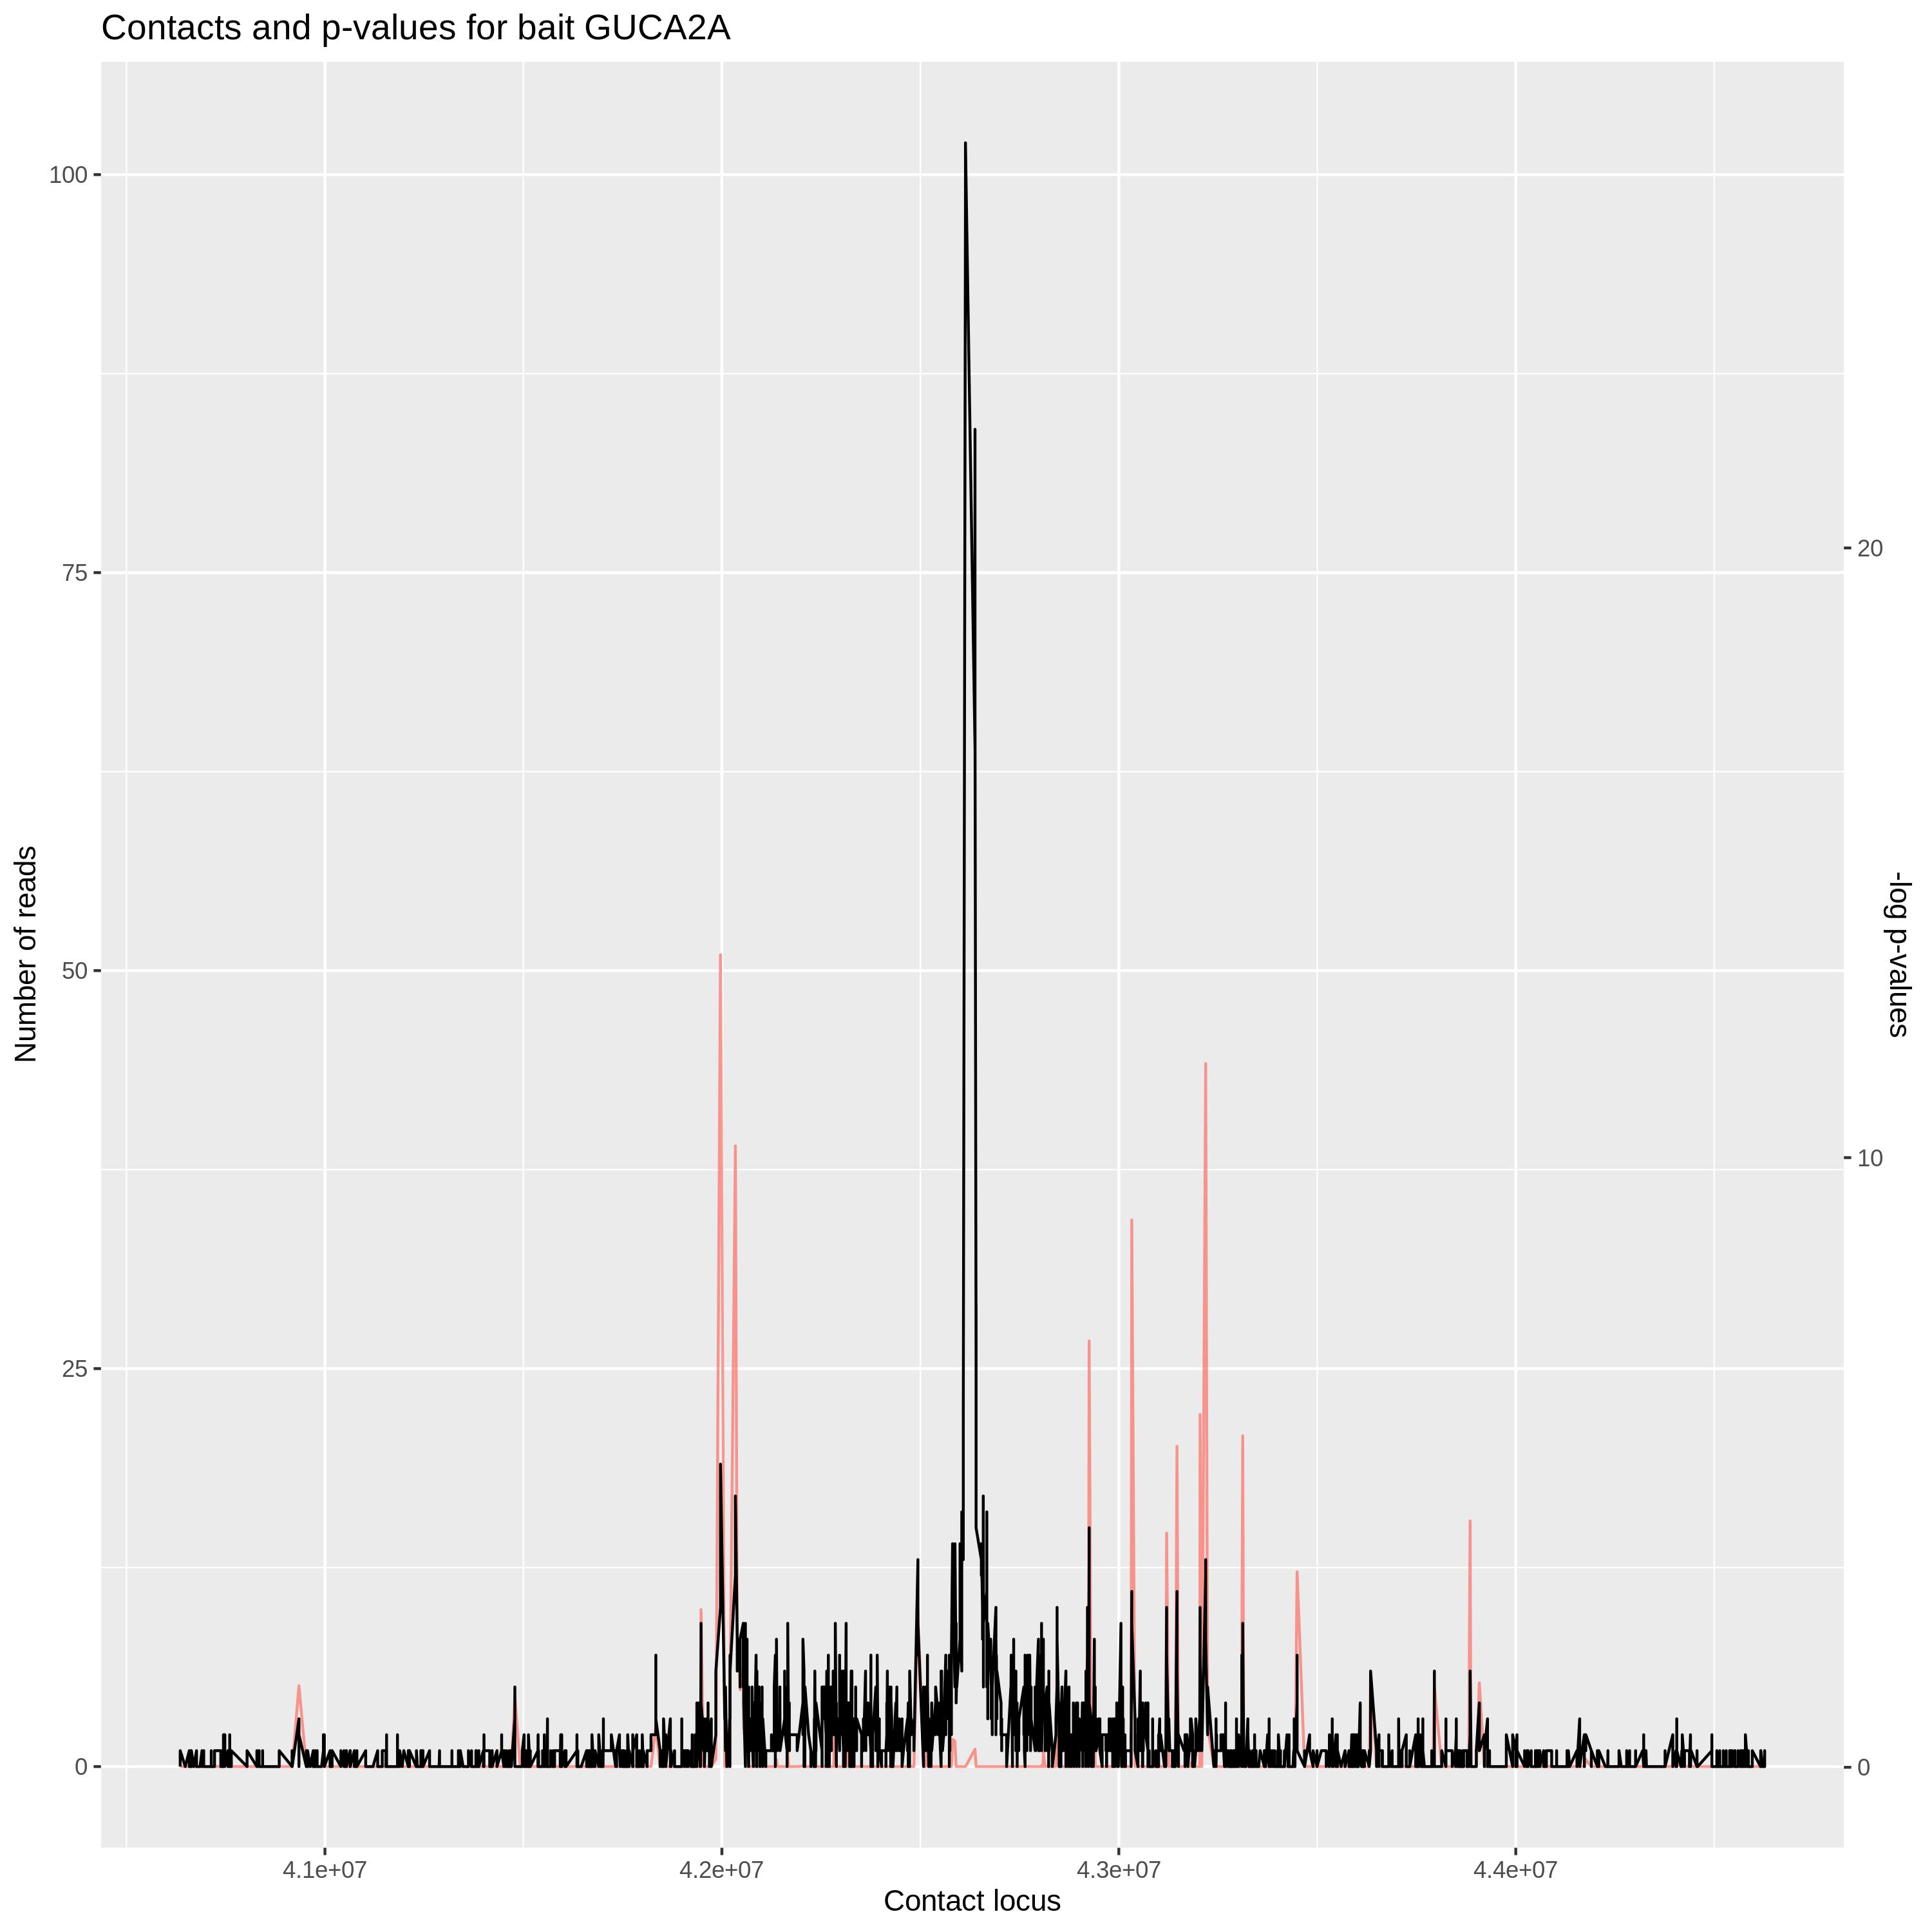 Contacts and p-values for bait GUCA2A
100
75
50
25
0
Number of reads
20
10
0
-log p-values
4.1e+07
4.2e+07
4.3e+07
4.4e+07
Contact locus